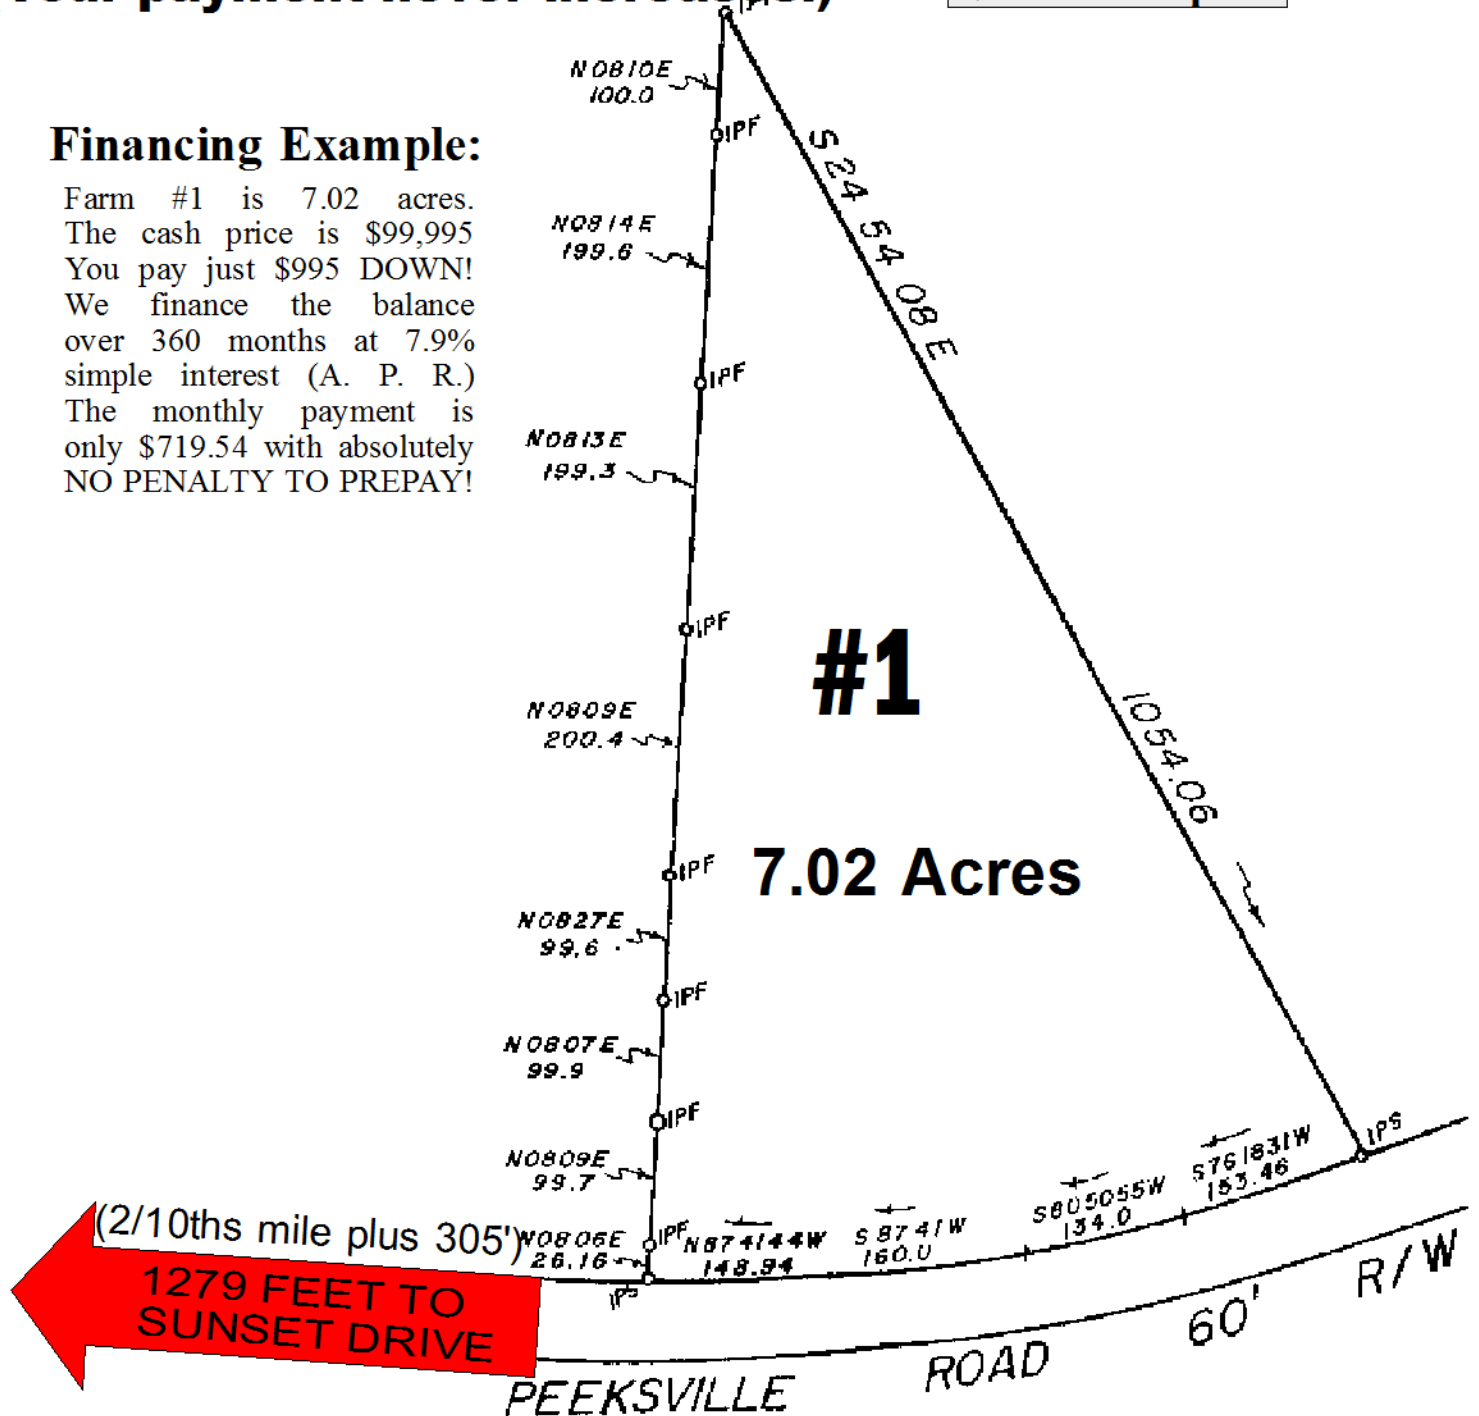 N0810E
100.0
IPF
Financing Example:
Farm #1 is 7.02 acres.
The cash price is $99,995
You pay just $995 DOWN!
We finance the balance
over 360 months at 7.9%
simple interest (A. P. R.)
The monthly payment is
only $719.54 with absolutely
NO PENALTY TO PREPAY!
S 24 54 08 E
N0814E
199.6
IPF
N0813E
199.3
IPF
#1
N0809E
200.4
1054.06
IPF
7.02 Acres
N0827E
99.6
IPF
N0807E
99.9
IPF
N0809E
99.7
IPS
S761831W
153.46
S805055W
134.0
S8741W
160.0
N874144W
148.94
IPF
N0806E
26.16
IPS
(2/10ths mile plus 305')
1279 FEET TO
SUNSET DRIVE
PEEKSVILLE ROAD 60' R/W